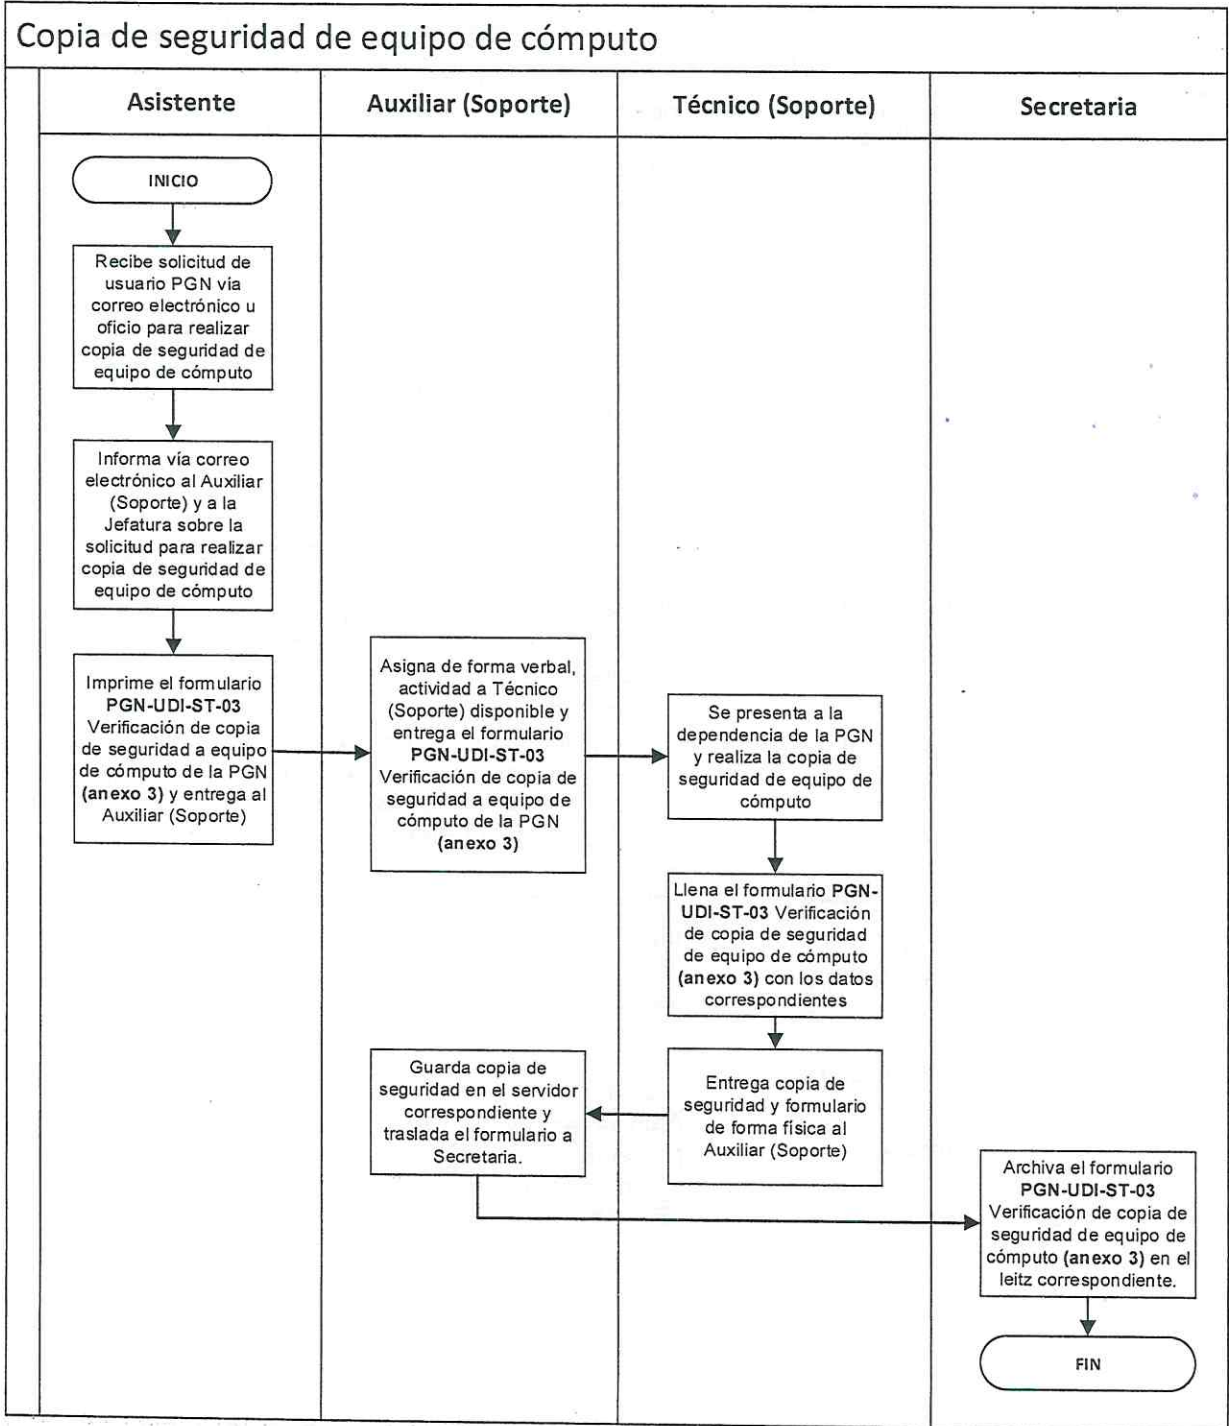 Copia de seguridad de equipo de cómputo
Asistente
Auxiliar (Soporte)
Técnico (Soporte)
Secretaria
INICIO
Recibe solicitud de
usuario PGN vía
correo electrónico u
oficio para realizar
copia de seguridad de
equipo de cómputo
Informa vía correo
electrónico al Auxiliar
(Soporte) y a la
Jefatura sobre la
solicitud para realizar
copia de seguridad de
equipo de cómputo
Imprime el formulario
PGN-UDI-ST-03
Verificación de copia
de seguridad a equipo
de cómputo de la PGN
(anexo 3) y entrega al
Auxiliar (Soporte)
Asigna de forma verbal,
actividad a Técnico
(Soporte) disponible y
entrega el formulario
PGN-UDI-ST-03
Verificación de copia de
seguridad a equipo de
cómputo de la PGN
(anexo 3)
Se presenta a la
dependencia de la PGN
y realiza la copia de
seguridad de equipo de
cómputo
Llena el formulario PGN-
UDI-ST-03 Verificación
de copia de seguridad
de equipo de cómputo
(anexo 3) con los datos
correspondientes
Entrega copia de
seguridad y formulario
de forma física al
Auxiliar (Soporte)
Guarda copia de
seguridad en el servidor
correspondiente y
traslada el formulario a
Secretaria.
Archiva el formulario
PGN-UDI-ST-03
Verificación de copia de
seguridad de equipo de
cómputo (anexo 3) en el
leitz correspondiente.
FIN